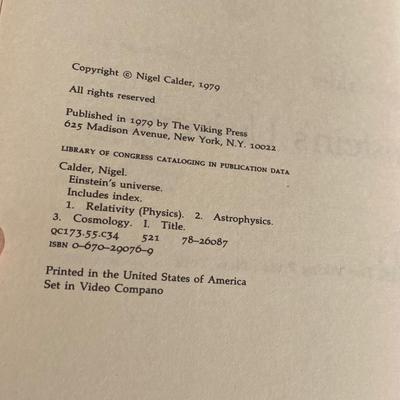 Copyright © Nigel Calder, 1979
All rights reserved
Published in 1979 by The Viking Press
625 Madison Avenue, New York, N.Y. 10022
LIBRARY OF CONGRESS CATALOGING IN PUBLICATION DATA
Calder, Nigel.
Einstein's universe.
Includes index.
1. Relativity (Physics). 2. Astrophysics.
3. Cosmology. I. Title.
QC173.55.C34 521 78-26087
ISBN 0-670-29076-9
Printed in the United States of America
Set in Video Compano